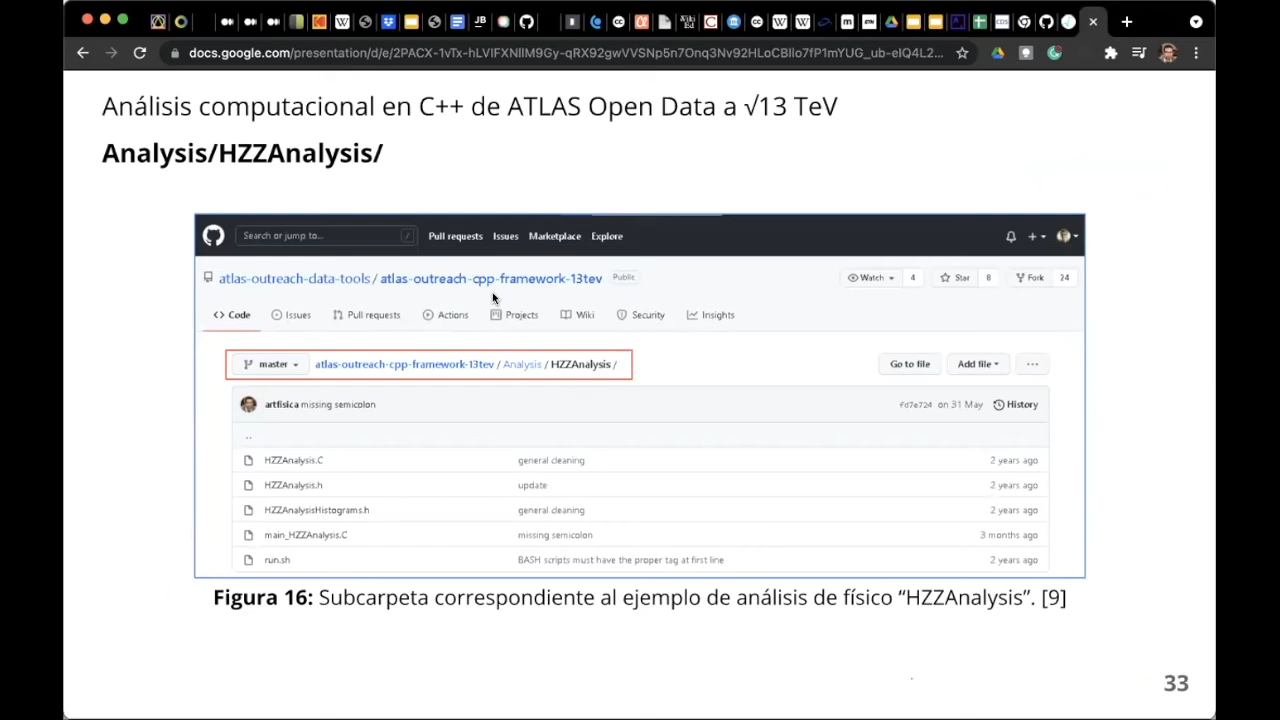 docs.google.com/presentation/d/e/2PACX-1vTx-hLVIFXNlIM9Gy-qRX92gwVVSNp5n7Onq3Nv92HLoCBIlo7fP1mYUG_ub-eIQ4L2...
Análisis computacional en C++ de ATLAS Open Data a √13 TeV
Analysis/HZZAnalysis/
Search or jump to... / Pull requests Issues Marketplace Explore
atlas-outreach-data-tools / atlas-outreach-cpp-framework-13tev Public Watch 4 Star 8 Fork 24
Code Issues Pull requests Actions Projects Wiki Security Insights
master atlas-outreach-cpp-framework-13tev / Analysis / HZZAnalysis / Go to file Add file ...
artfisica missing semicolon fd7e724 on 31 May History
..
HZZAnalysis.C general cleaning 2 years ago
HZZAnalysis.h update 2 years ago
HZZAnalysisHistograms.h general cleaning 2 years ago
main_HZZAnalysis.C missing semicolon 3 months ago
run.sh BASH scripts must have the proper tag at first line 2 years ago
Figura 16: Subcarpeta correspondiente al ejemplo de análisis de físico “HZZAnalysis”. [9]
33